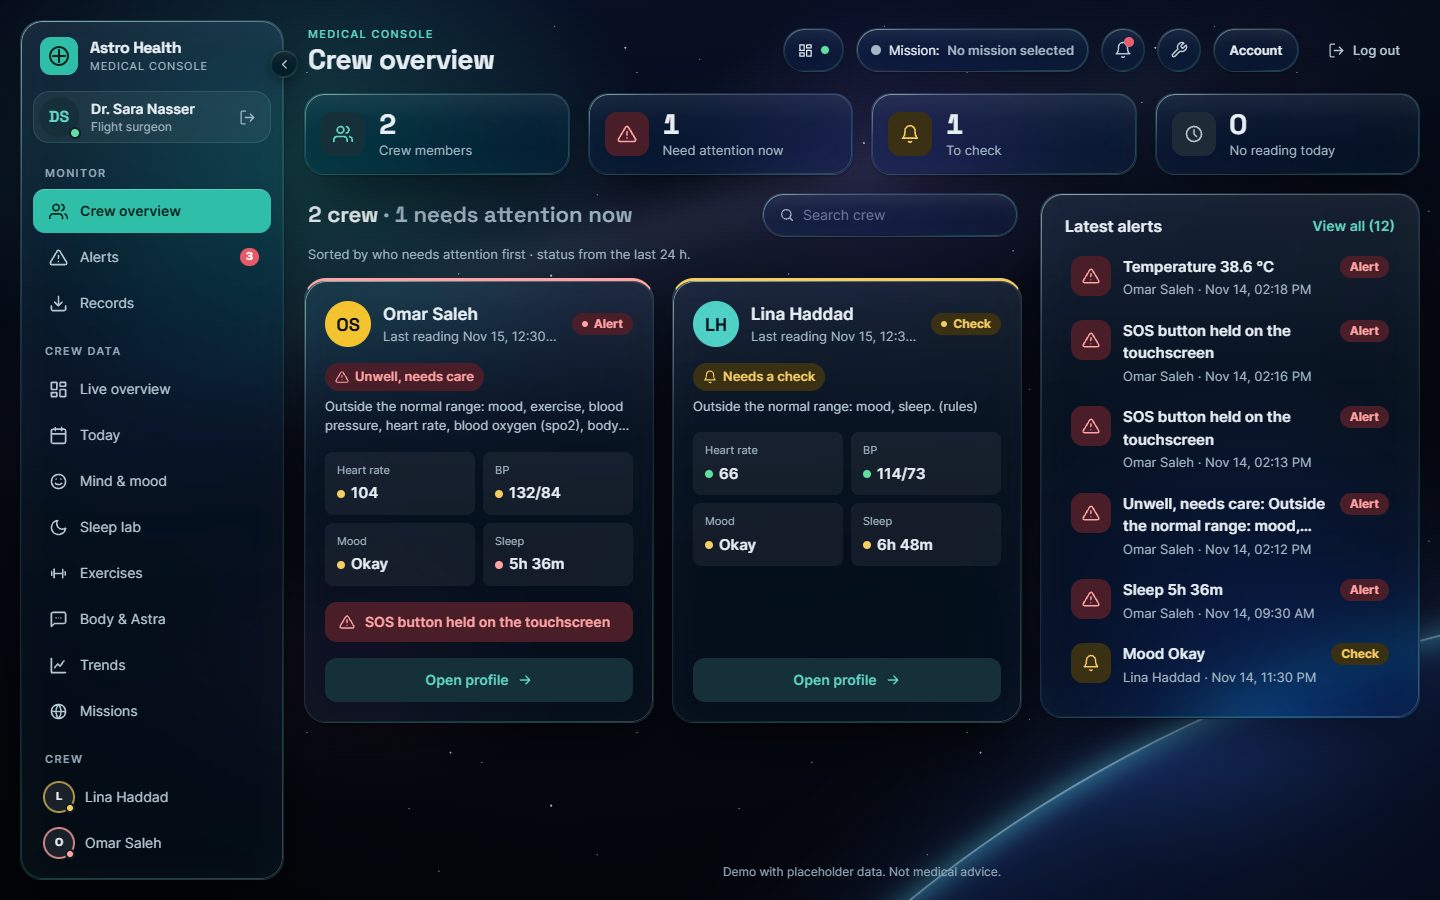 Astro Health
MEDICAL CONSOLE
DS
Dr. Sara Nasser
Flight surgeon
MONITOR
Crew overview
Alerts
3
Records
CREW DATA
Live overview
Today
Mind & mood
Sleep lab
Exercises
Body & Astra
Trends
Missions
CREW
L
Lina Haddad
O
Omar Saleh
MEDICAL CONSOLE
Crew overview
Mission: No mission selected
Account
Log out
2
Crew members
1
Need attention now
1
To check
0
No reading today
2 crew · 1 needs attention now
Search crew
Sorted by who needs attention first · status from the last 24 h.
OS
Omar Saleh
Last reading Nov 15, 12:30...
Alert
Unwell, needs care
Outside the normal range: mood, exercise, blood
pressure, heart rate, blood oxygen (spo2), body...
Heart rate
104
BP
132/84
Mood
Okay
Sleep
5h 36m
SOS button held on the touchscreen
Open profile
LH
Lina Haddad
Last reading Nov 15, 12:3...
Check
Needs a check
Outside the normal range: mood, sleep. (rules)
Heart rate
66
BP
114/73
Mood
Okay
Sleep
6h 48m
Open profile
Latest alerts
View all (12)
Temperature 38.6 °C
Alert
Omar Saleh · Nov 14, 02:18 PM
SOS button held on the
touchscreen
Alert
Omar Saleh · Nov 14, 02:16 PM
SOS button held on the
touchscreen
Alert
Omar Saleh · Nov 14, 02:13 PM
Unwell, needs care: Outside
the normal range: mood,...
Alert
Omar Saleh · Nov 14, 02:12 PM
Sleep 5h 36m
Alert
Omar Saleh · Nov 14, 09:30 AM
Mood Okay
Check
Lina Haddad · Nov 14, 11:30 PM
Demo with placeholder data. Not medical advice.